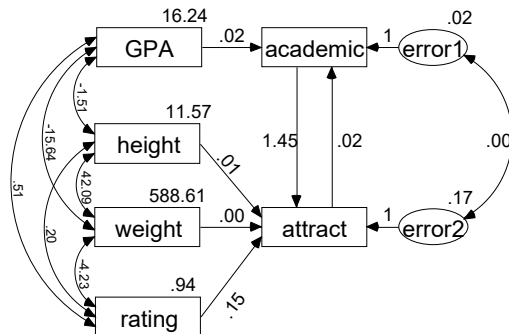 16.24
.02
GPA
.02
academic
1
error1
-1.51
11.57
-15.64
height
1.45
.02
.00
.01
.51
42.09
588.61
.17
.20
weight
.00
attract
1
error2
-4.23
.94
rating
.15